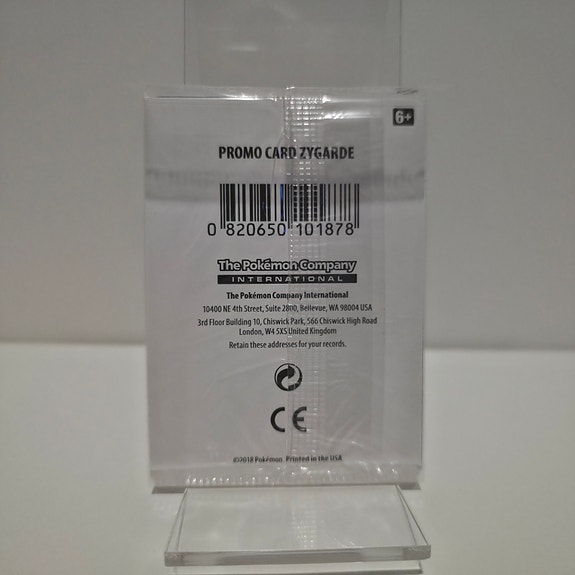 6+
PROMO CARD ZYGARDE
0 820650 101878
The Pokémon Company
INTERNATIONAL
The Pokémon Company International
10400 NE 4th Street, Suite 2800, Bellevue, WA 98004 USA
3rd Floor Building 10, Chiswick Park, 566 Chiswick High Road
London, W4 5XS United Kingdom
Retain these addresses for your records.
CE
©2018 Pokémon. Printed in the USA